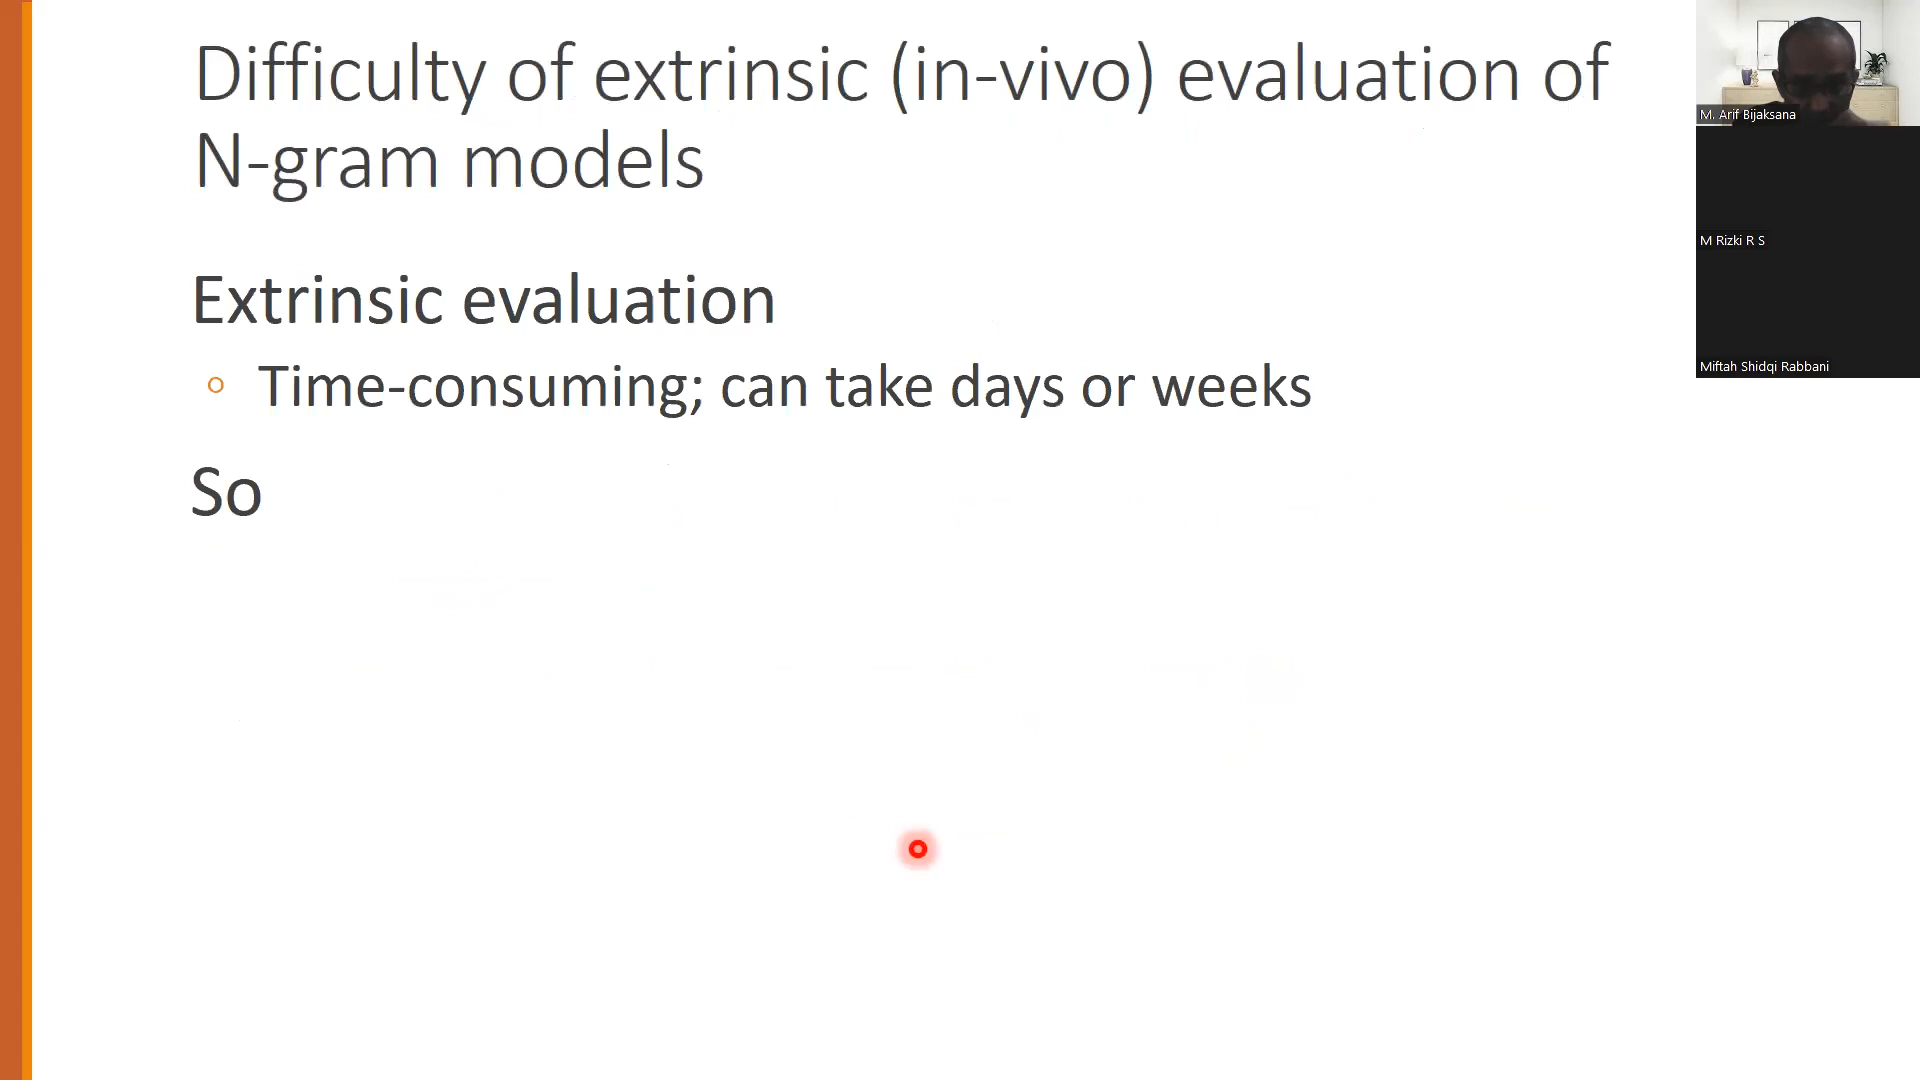 Difficulty of extrinsic (in-vivo) evaluation of
N-gram models
Extrinsic evaluation
Time-consuming; can take days or weeks
So
M. Arif Bijaksana
M Rizki R S
Miftah Shidqi Rabbani